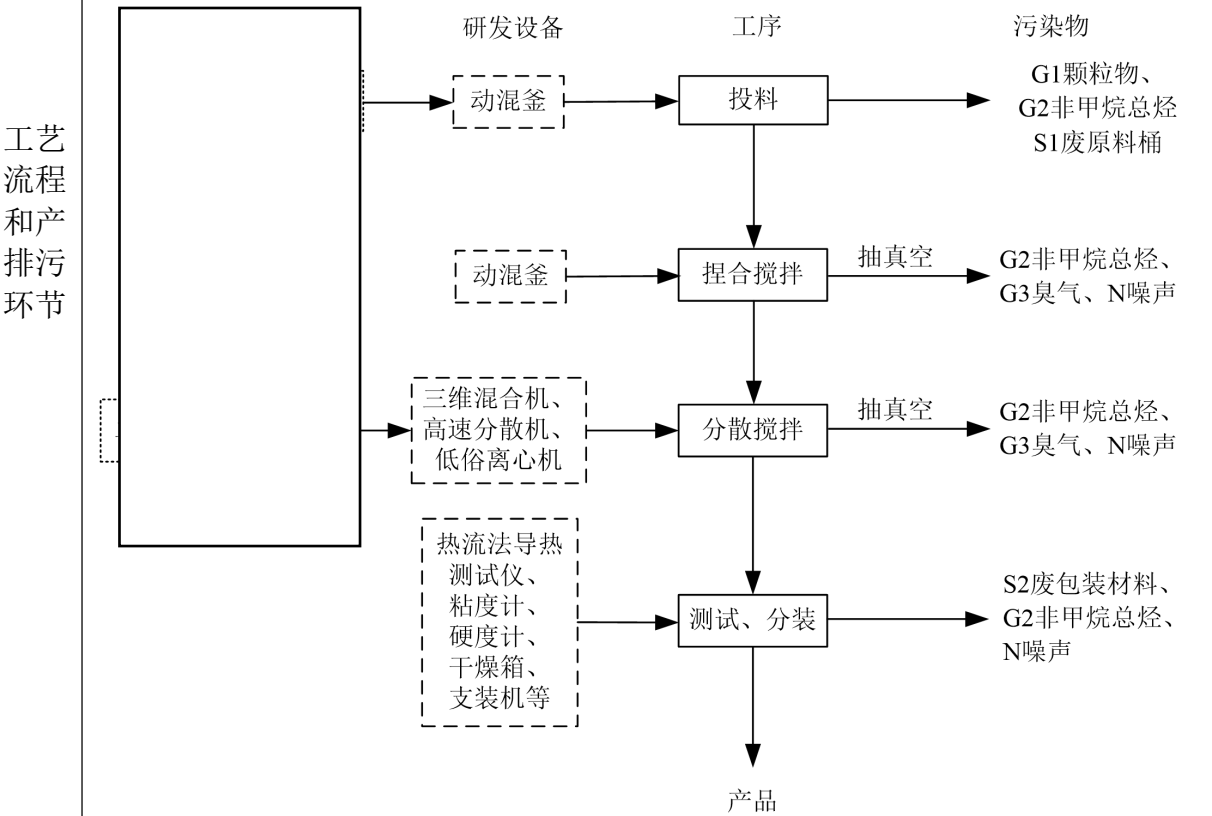 工艺
流程
和产
排污
环节
研发设备
工序
污染物
动混釜
投料
G1颗粒物、
G2非甲烷总烃
S1废原料桶
动混釜
捏合搅拌
抽真空
G2非甲烷总烃、
G3臭气、N噪声
三维混合机、
高速分散机、
低俗离心机
分散搅拌
抽真空
G2非甲烷总烃、
G3臭气、N噪声
热流法导热
测试仪、
粘度计、
硬度计、
干燥箱、
支装机等
测试、分装
S2废包装材料、
G2非甲烷总烃、
N噪声
产品